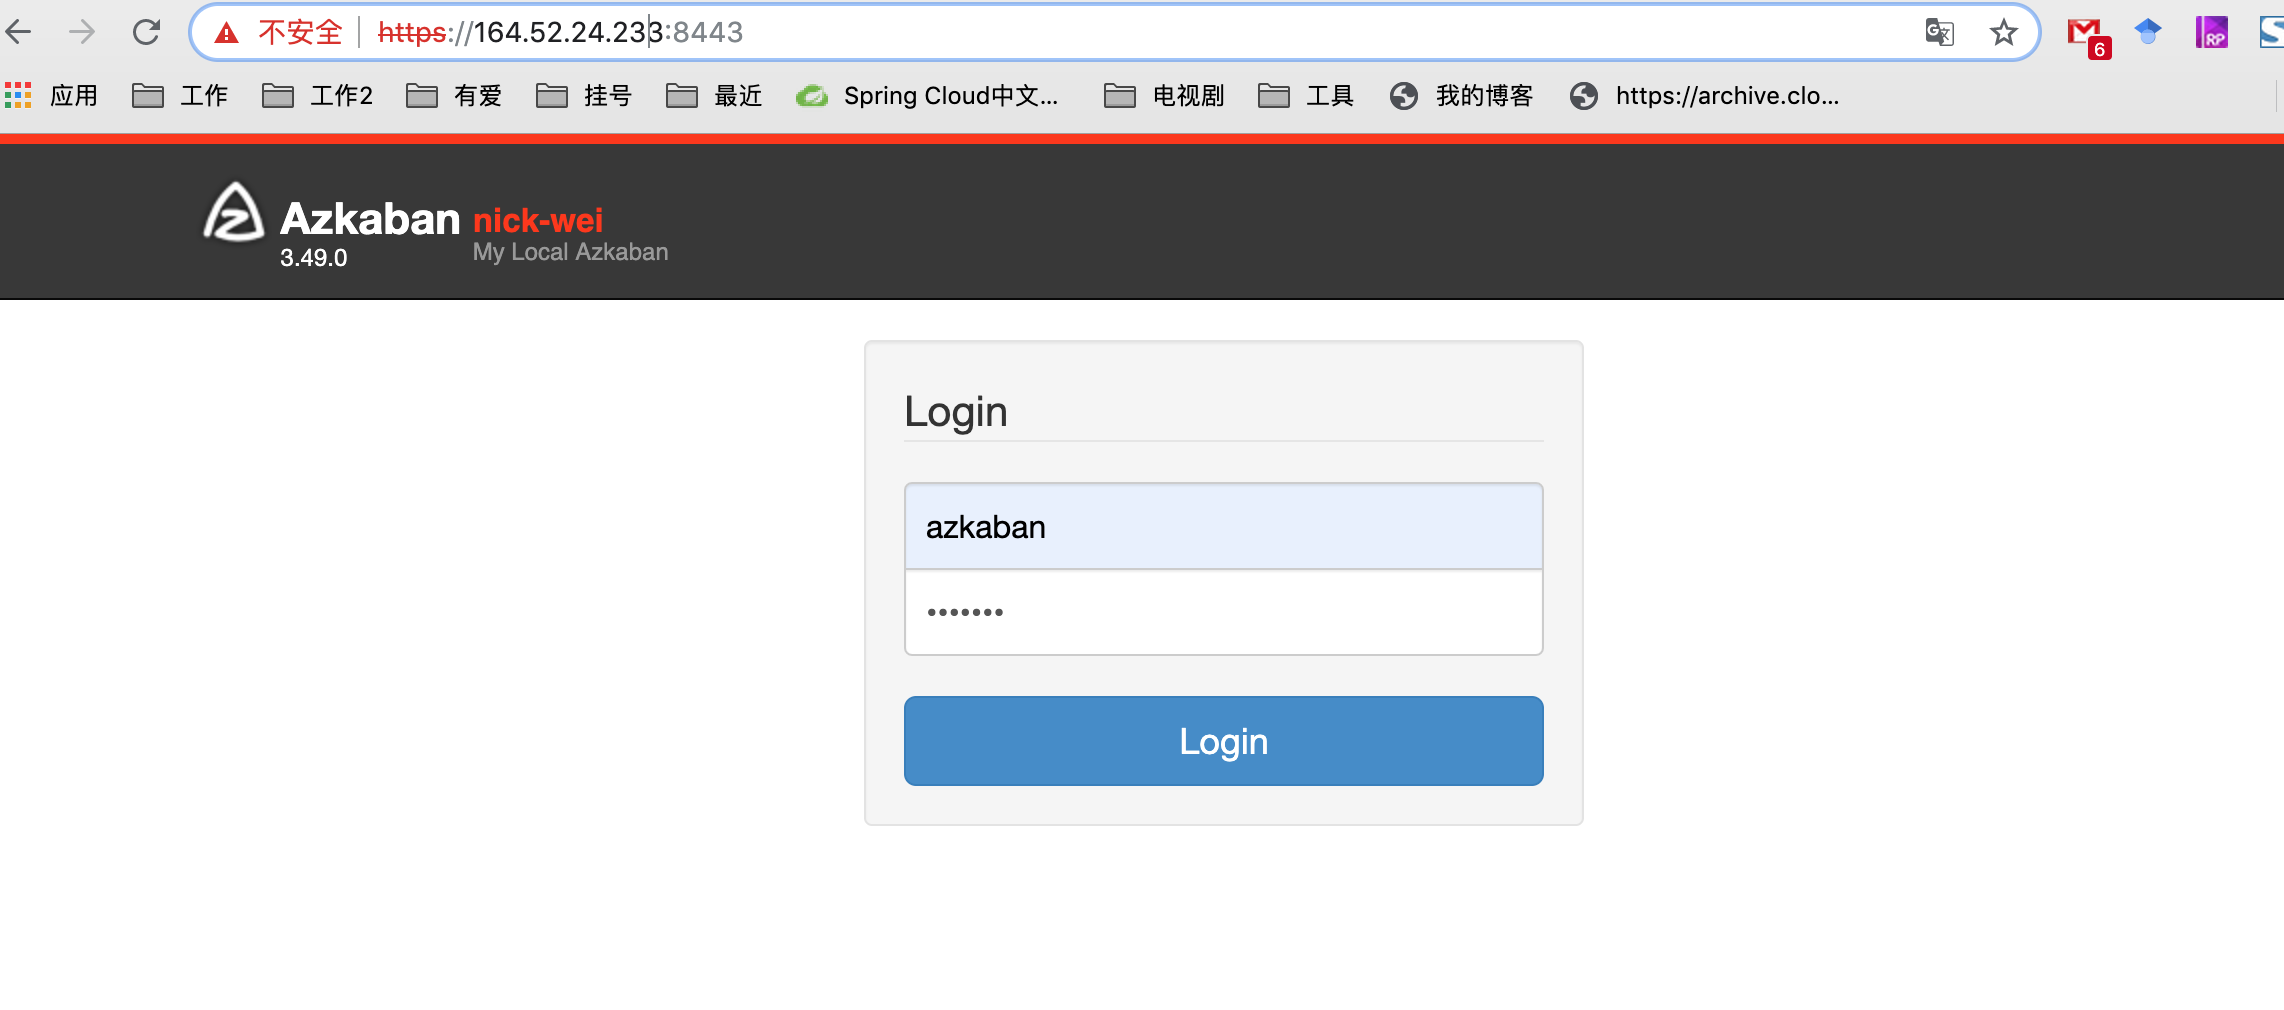 不安全 https://164.52.24.233:8443
6
RP
应用 工作 工作2 有爱 挂号 最近 Spring Cloud中文... 电视剧 工具 我的博客 https://archive.clo...
Azkaban nick-wei
3.49.0 My Local Azkaban
Login
azkaban
•••••••
Login